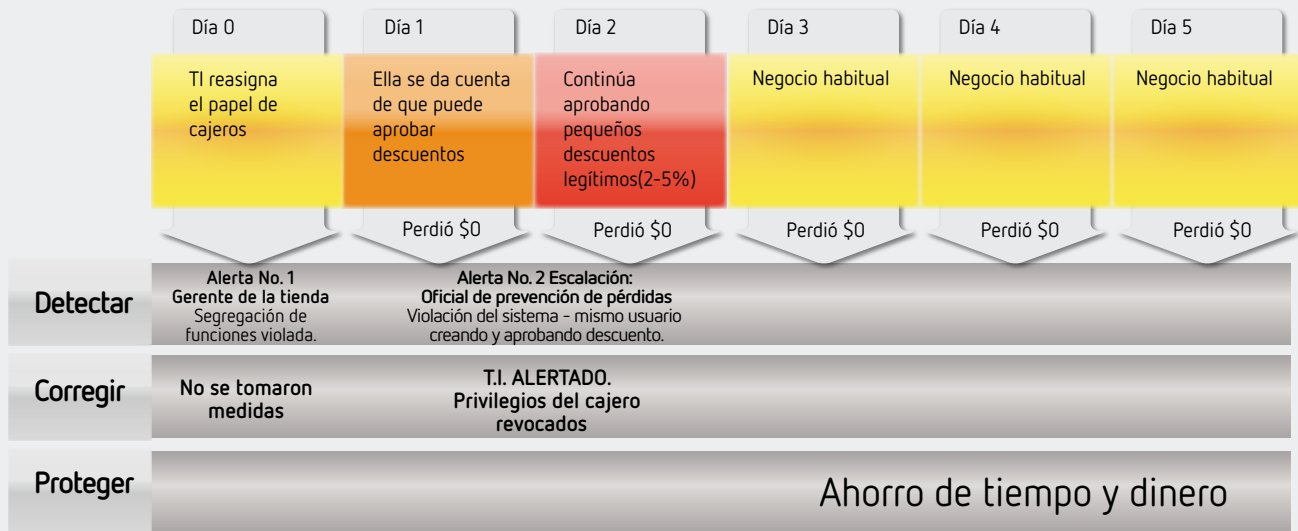 Día 0
Día 1
Día 2
Día 3
Día 4
Día 5
TI reasigna
el papel de
cajeros
Ella se da cuenta
de que puede
aprobar
descuentos
Continúa
aprobando
pequeños
descuentos
legítimos(2-5%)
Negocio habitual
Negocio habitual
Negocio habitual
Perdió $0
Perdió $0
Perdió $0
Perdió $0
Perdió $0
Detectar
Alerta No. 1
Gerente de la tienda
Segregación de
funciones violada.
Alerta No. 2 Escalación:
Oficial de prevención de pérdidas
Violación del sistema - mismo usuario
creando y aprobando descuento.
Corregir
No se tomaron
medidas
T.I. ALERTADO.
Privilegios del cajero
revocados
Proteger
Ahorro de tiempo y dinero